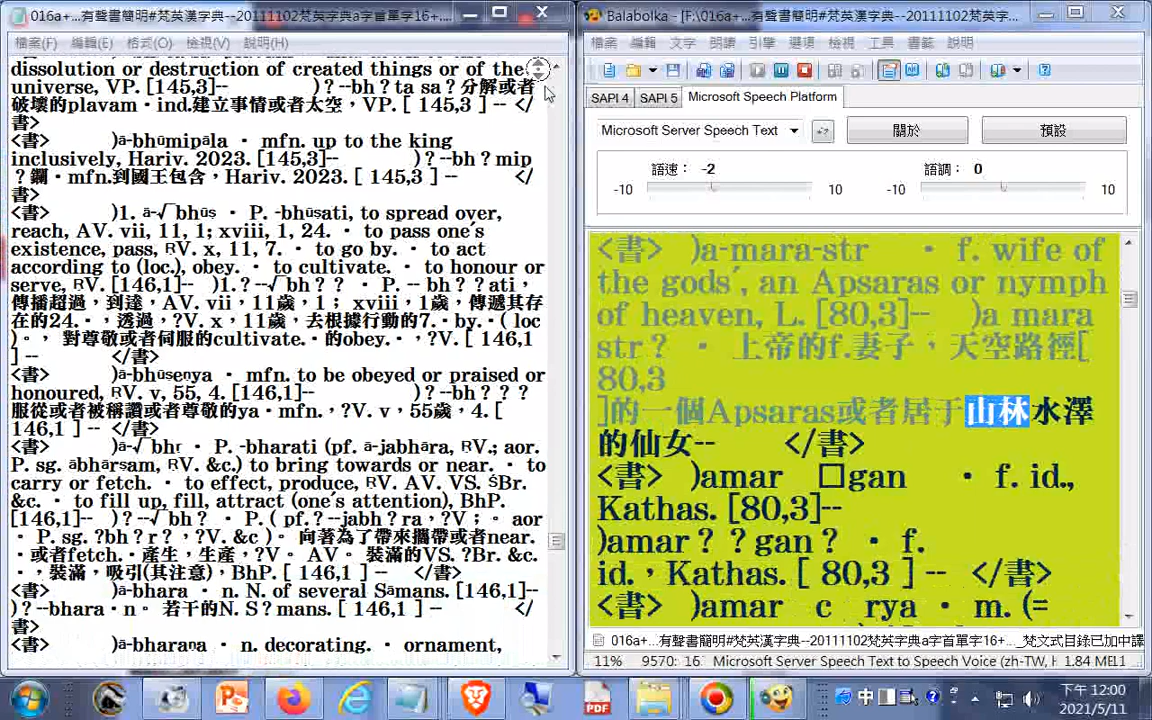 016a+...有聲書簡明#梵英漢字典--20111102梵英字典a字首單字16+...
檔案(F) 編輯(E) 格式(O) 檢視(V) 說明(H)
dissolution or destruction of created things or of the
universe, VP. [145,3]-- )?--bh?ta sa?分解或者
破壞的plavam‧ind.建立事情或者太空，VP. [ 145,3 ] -- </
書>
<書> )ā-bhūmipāla ‧ mfn. up to the king
inclusively, Hariv. 2023. [145,3]-- )?--bh?mip
?鑭‧mfn.到國王包含，Hariv. 2023. [ 145,3 ] -- </
書>
<書> )1. ā-√bhūṣ ‧ P. -bhūṣati, to spread over,
reach, AV. vii, 11, 1; xviii, 1, 24. ‧ to pass one's
existence, pass, RV. x, 11, 7. ‧ to go by. ‧ to act
according to (loc.), obey. ‧ to cultivate. ‧ to honour or
serve, RV. [146,1]-- )1.?--√bh?? ‧ P. -- bh??ati，
傳播超過，到達，AV. vii，11歲，1； xviii，1歲，傳遞其存
在的24.‧，透過，?V. x，11歲，去根據行動的7.‧by.‧( loc
)。，對尊敬或者伺服的cultivate.‧的obey.‧，?V. [ 146,1
] -- </書>
<書> )ā-bhūseṇya ‧ mfn. to be obeyed or praised or
honoured, RV. v, 55, 4. [146,1]-- )?--bh???
服從或者被稱讚或者尊敬的ya‧mfn.，?V. v，55歲，4. [
146,1 ] -- </書>
<書> )ā-√bhṛ ‧ P. -bharati (pf. ā-jabhāra, RV.; aor.
P. sg. ābhārṣam, RV. &c.) to bring towards or near. ‧ to
carry or fetch. ‧ to effect, produce, RV. AV. VS. ŚBr.
&c. ‧ to fill up, fill, attract (one's attention), BhP.
[146,1]-- )?--√bh? ‧ P. ( pf.?--jabh?ra，?V；。 aor
‧ P. sg. ?bh?r?，?V. &c )。 向著為了帶來攜帶或者near.
‧或者fetch.‧產生，生產，?V。 AV。 裝滿的VS. ?Br. &c.
‧，裝滿，吸引(其注意)，BhP. [ 146,1 ] -- </書>
<書> )ā-bhara ‧ n. N. of several Sāmans. [146,1]--
)?--bhara‧n。 若干的N. S?mans. [ 146,1 ] -- </
書>
<書> )ā-bharaṇa ‧ n. decorating. ‧ ornament,
Balabolka - [F:\016a+...有聲書簡明#梵英漢字典--20111102梵英字...
檔案 編輯 文字 朗讀 引擎 選項 檢視 工具 書籤 說明
SAPI 4 SAPI 5 Microsoft Speech Platform
Microsoft Server Speech Text 關於 預設
語速： -2 語調： 0
-10 10 -10 10
<書> )a-mara-str ‧ f. wife of
the gods', an Apsaras or nymph
of heaven, L. [80,3]-- )a mara
str？ ‧ 上帝的f.妻子，天空路徑[
80,3
]的一個Apsaras或者居于山林水澤
的仙女-- </書>
<書> )amar □gan ‧ f. id.,
Kathas. [80,3]--
)amar？？gan？ ‧ f.
id.，Kathas. [ 80,3 ] -- </書>
<書> )amar c rya ‧ m. (=
016a+...有聲書簡明#梵英漢字典--20111102梵英字典a字首單字16+..._梵文式目錄已加中譯
11% 9570: 16: Microsoft Server Speech Text to Speech Voice (zh-TW, H 1.84 МЕ1
中
下午 12:00
2021/5/11